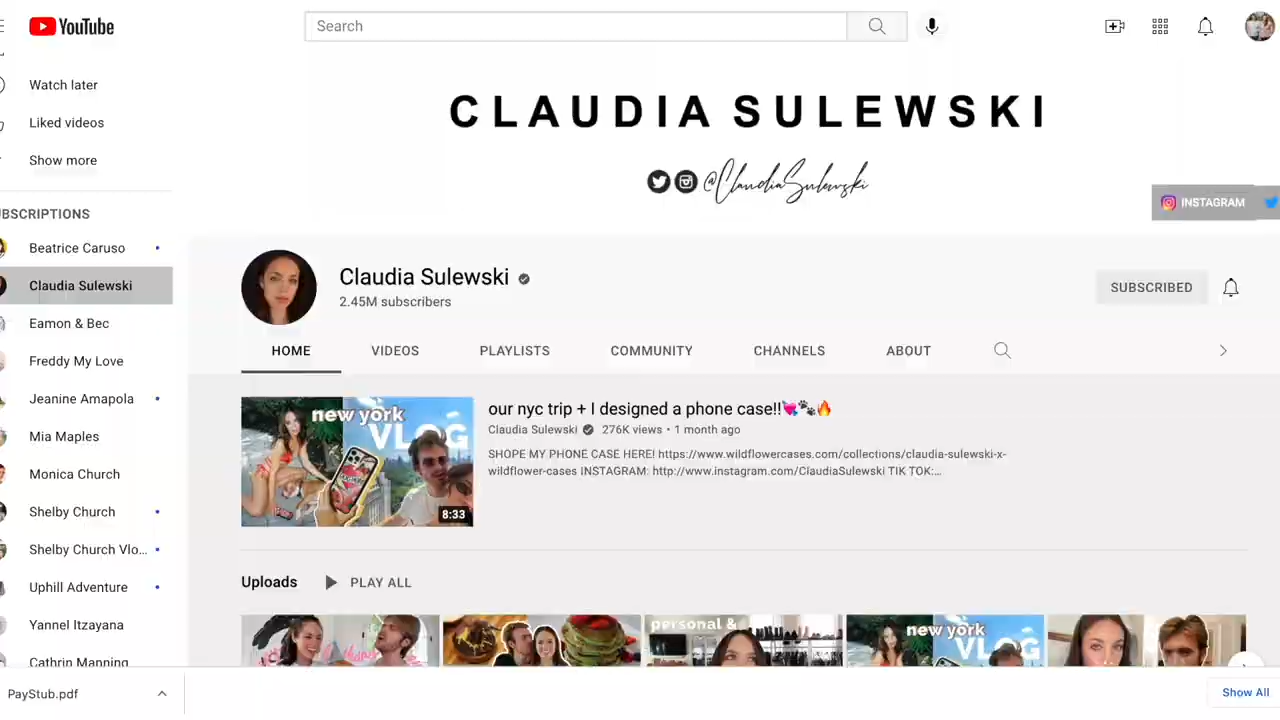 YouTube
Search
Watch later
Liked videos
Show more
UBSCRIPTIONS
Beatrice Caruso
Claudia Sulewski
Eamon & Bec
Freddy My Love
Jeanine Amapola
Mia Maples
Monica Church
Shelby Church
Shelby Church Vlo...
Uphill Adventure
Yannel Itzayana
Cathrin Manning
CLAUDIA SULEWSKI
@ClaudiaSulewski
INSTAGRAM
Claudia Sulewski
2.45M subscribers
SUBSCRIBED
HOME VIDEOS PLAYLISTS COMMUNITY CHANNELS ABOUT
new york
VLOG
8:33
our nyc trip + I designed a phone case!!💘🐾🔥
Claudia Sulewski 276K views • 1 month ago
SHOPE MY PHONE CASE HERE! https://www.wildflowercases.com/collections/claudia-sulewski-x-
wildflower-cases INSTAGRAM: http://www.instagram.com/ClaudiaSulewski TIK TOK:...
Uploads PLAY ALL
personal &
new york
VLOG
PayStub.pdf
Show All